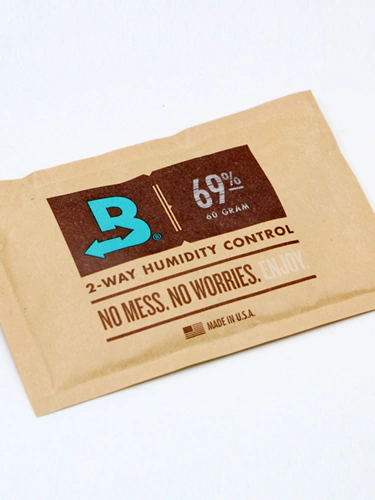 B®
69%
60 GRAM
2-WAY HUMIDITY CONTROL
NO MESS. NO WORRIES. ENJOY.
MADE IN U.S.A.